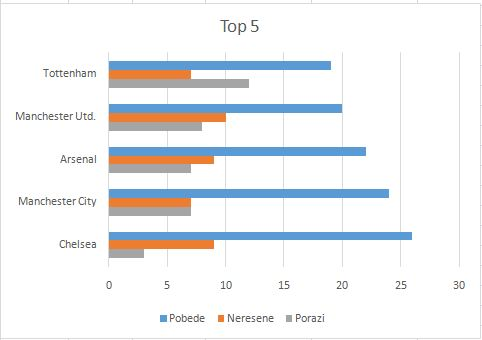 Top 5
Tottenham
Manchester Utd.
Arsenal
Manchester City
Chelsea
0 5 10 15 20 25 30
Pobede Neresene Porazi